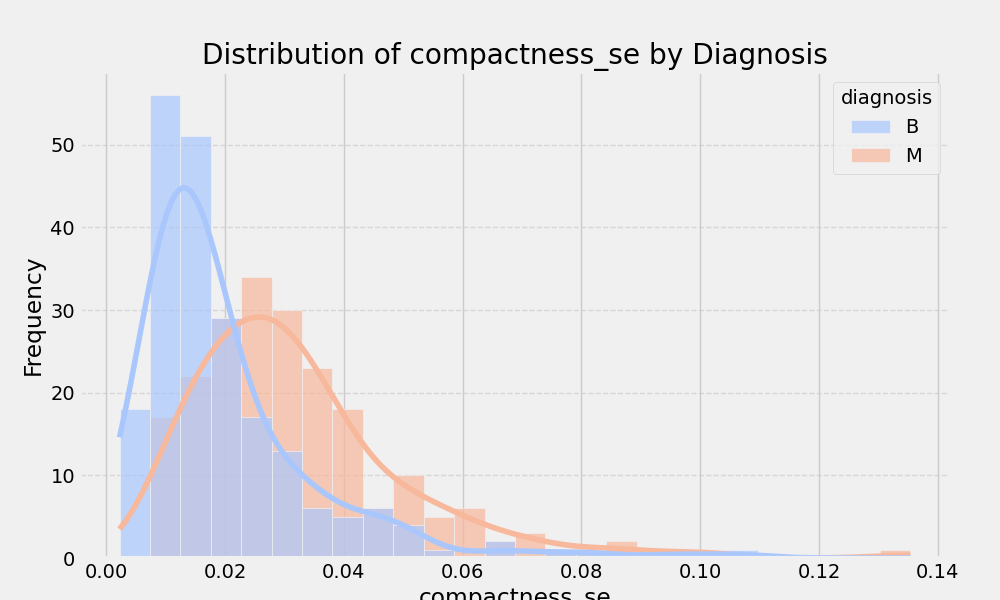 Distribution of compactness_se by Diagnosis
diagnosis
B
M
Frequency
50
40
30
20
10
0
0.00 0.02 0.04 0.06 0.08 0.10 0.12 0.14
compactness_se